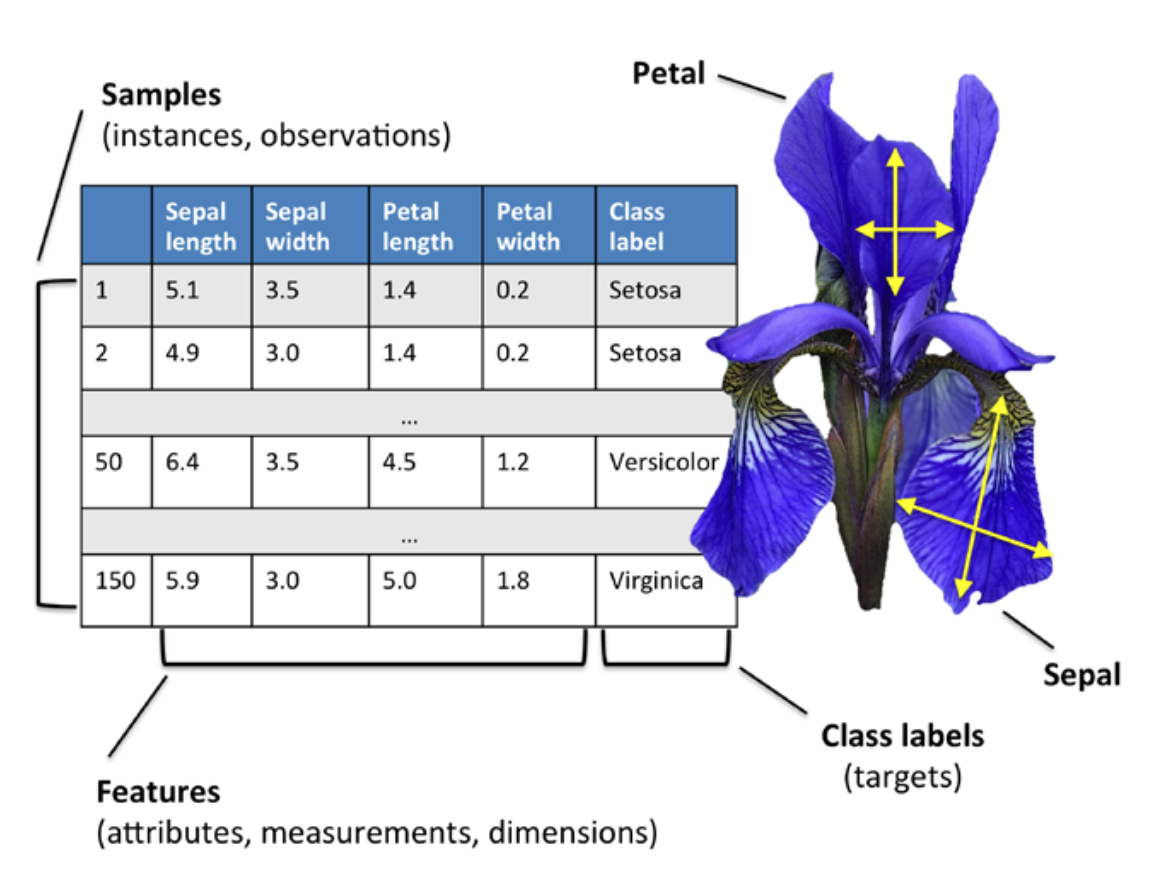 Petal
Samples
(instances, observations)
Sepal length Sepal width Petal length Petal width Class label
1 5.1 3.5 1.4 0.2 Setosa
2 4.9 3.0 1.4 0.2 Setosa
...
50 6.4 3.5 4.5 1.2 Versicolor
...
150 5.9 3.0 5.0 1.8 Virginica
Sepal
Class labels
(targets)
Features
(attributes, measurements, dimensions)